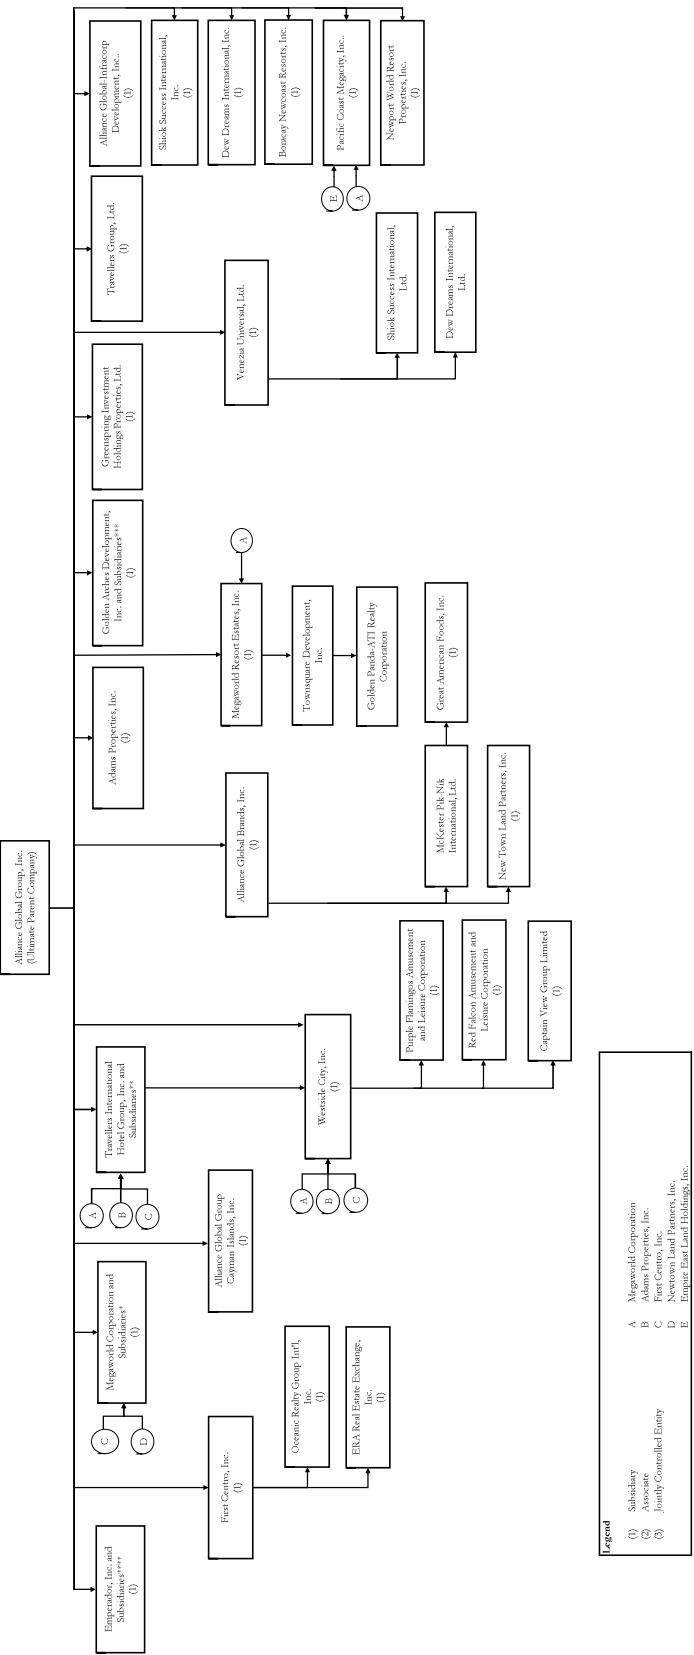 Alliance Global Group, Inc.
(Ultimate Parent Company)
Emperador, Inc. and
Subsidiaries****
(1)
Megaworld Corporation and
Subsidiaries*
(1)
C
D
Travellers International
Hotel Group, Inc. and
Subsidiaries**
A
B
C
Adams Properties, Inc.
(1)
Golden Arches Development,
Inc. and Subsidiaries***
(1)
Greenspring Investment
Holdings Properties, Ltd.
(1)
Travellers Group, Ltd.
(1)
Alliance Global-Infracorp
Development, Inc..
(1)
Shiok Success International,
Inc.
(1)
Dew Dreams International, Inc.
(1)
Boracay Newcoast Resorts, Inc.
(1)
Pacific Coast Megacity, Inc..
(1)
E
A
Newport World Resort
Properties, Inc.
(1)
First Centro, Inc.
(1)
Oceanic Realty Group Int'l,
Inc.
(1)
ERA Real Estate Exchange,
Inc.
(1)
Alliance Global Group
Cayman Islands, Inc.
(1)
Westside City, Inc.
(1)
A
B
C
Purple Flamingos Amusement
and Leisure Corporation
(1)
Red Falcon Amusement and
Leisure Corporation
(1)
Captain View Group Limited
(1)
Alliance Global Brands, Inc.
(1)
McKester Pik-Nik
International, Ltd.
Great American Foods, Inc.
(1)
New Town Land Partners, Inc.
(1)
Megaworld Resort Estates, Inc.
(1)
A
Townsquare Development,
Inc.
Golden Panda-ATI Realty
Corporation
Venezia Universal, Ltd.
(1)
Shiok Success International,
Ltd.
Dew Dreams International,
Ltd.
Legend
(1) Subsidiary A Megaworld Corporation
(2) Associate B Adams Properties, Inc.
(3) Jointly Controlled Entity C First Centro, Inc.
D Newtown Land Partners, Inc.
E Empire East Land Holdings, Inc.